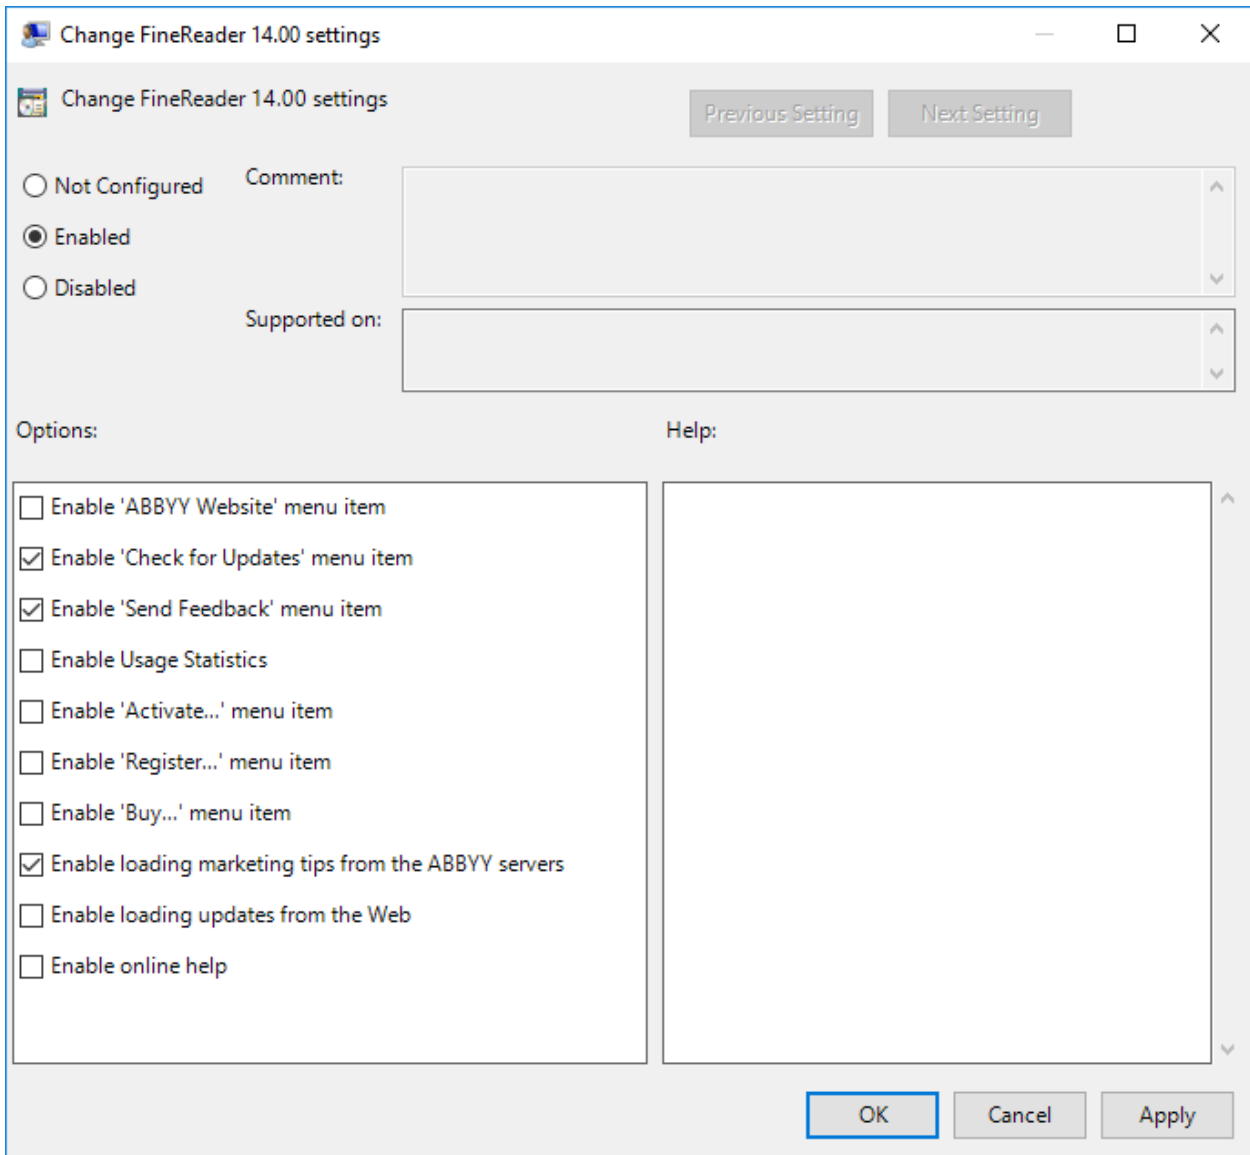 Change FineReader 14.00 settings
Change FineReader 14.00 settings
Previous Setting
Next Setting
Not Configured
Comment:
Enabled
Disabled
Supported on:
Options:
Help:
Enable 'ABBYY Website' menu item
Enable 'Check for Updates' menu item
Enable 'Send Feedback' menu item
Enable Usage Statistics
Enable 'Activate...' menu item
Enable 'Register...' menu item
Enable 'Buy...' menu item
Enable loading marketing tips from the ABBYY servers
Enable loading updates from the Web
Enable online help
OK
Cancel
Apply